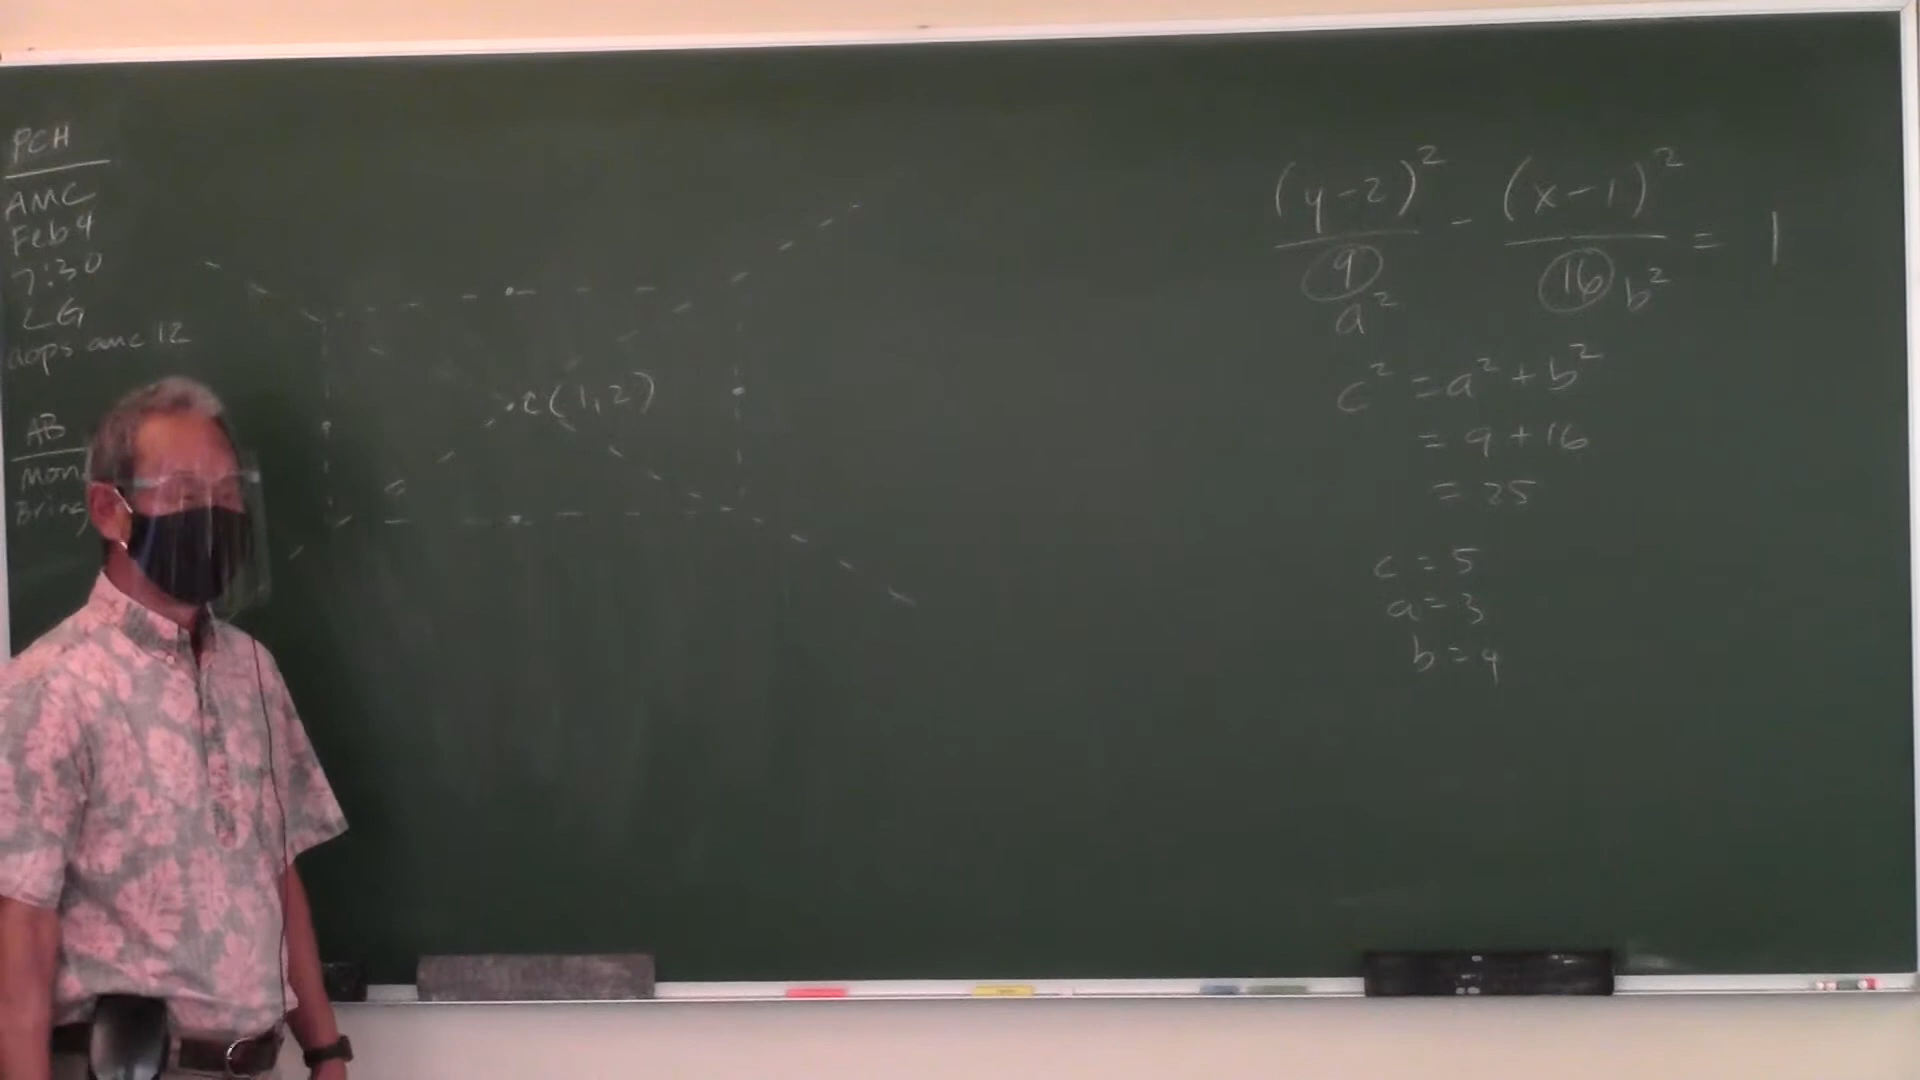 PCH
AMC
Feb 4
7:30
LG
aops amc 12
AB
Mon
Bring
C(1,2)
(y-2)² / 9 - (x-1)² / 16 = 1
a² b²
c² = a² + b²
= 9 + 16
= 25
c = 5
a = 3
b = 4